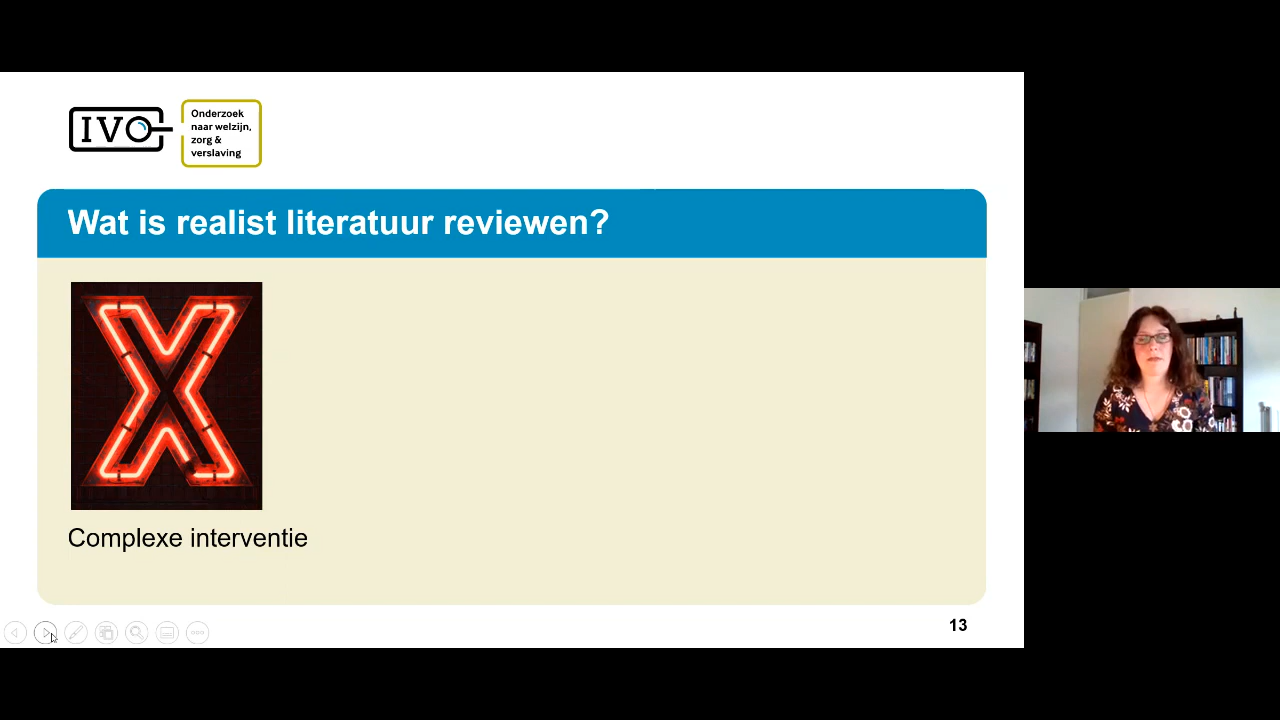 IVO
Onderzoek
naar welzijn,
zorg &
verslaving
Wat is realist literatuur reviewen?
X
Complexe interventie
13